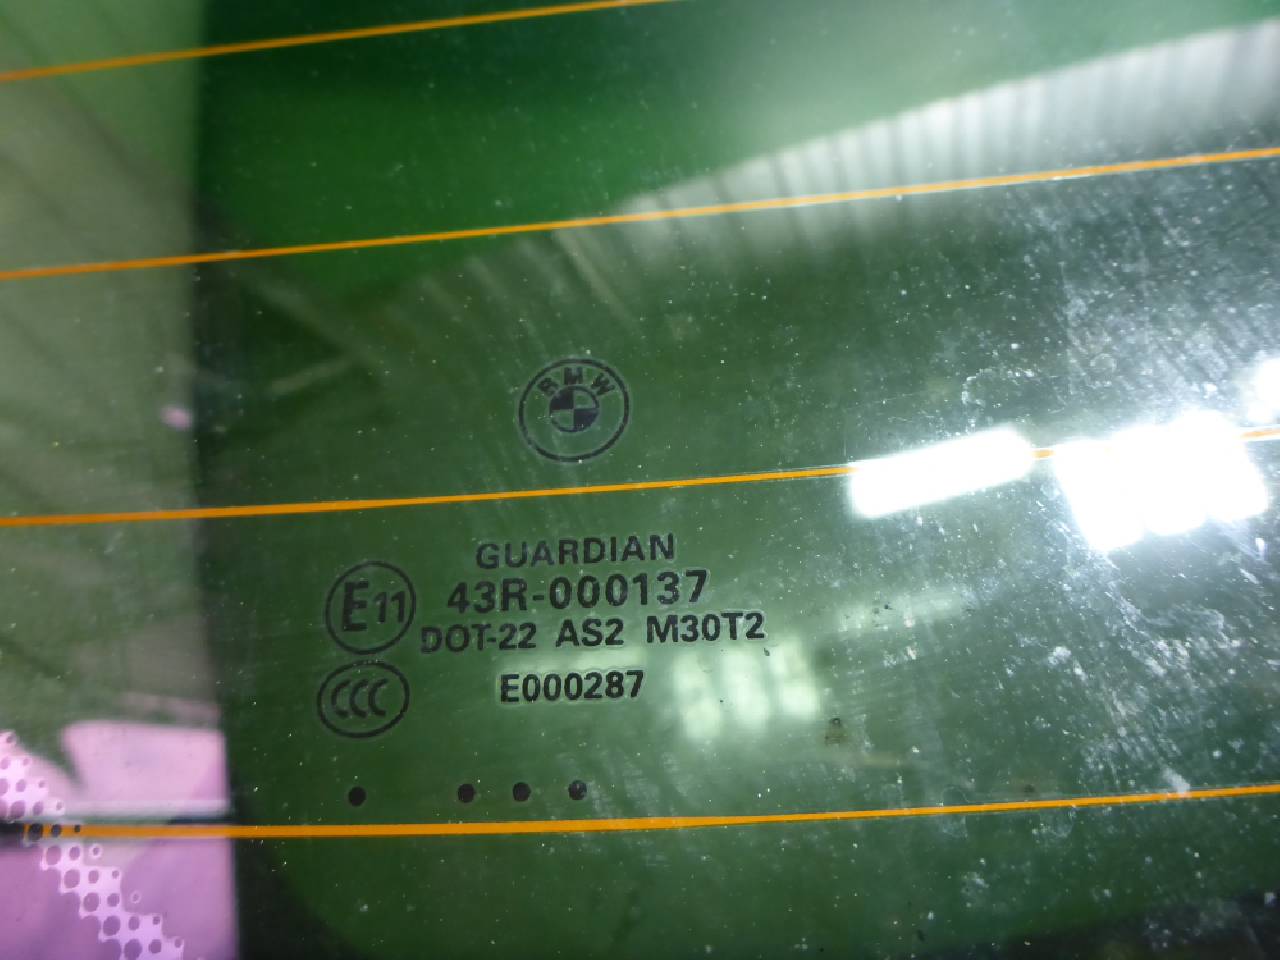 BMW
GUARDIAN
E11 43R-000137
DOT-22 AS2 M30T2
CCC E000287